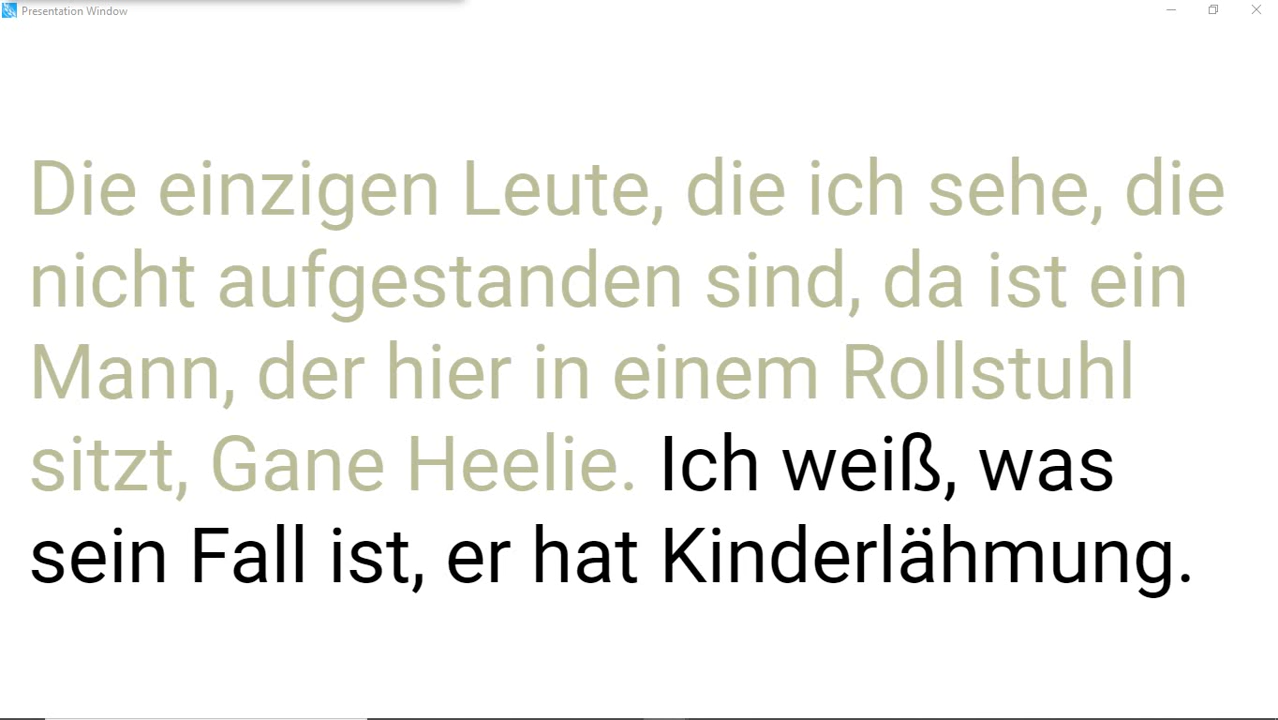 Presentation Window
Die einzigen Leute, die ich sehe, die
nicht aufgestanden sind, da ist ein
Mann, der hier in einem Rollstuhl
sitzt, Gane Heelie. Ich weiß, was
sein Fall ist, er hat Kinderlähmung.